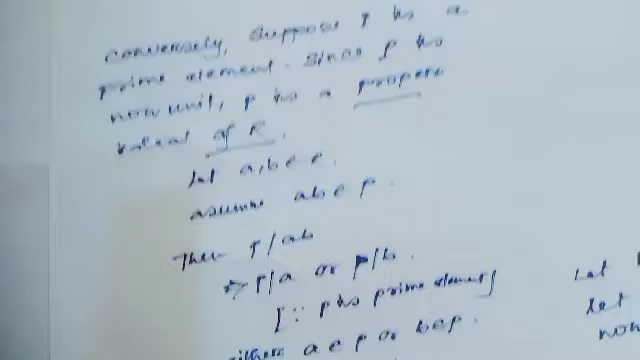 conversely, suppose p is a
prime element. Since p is
non unit, p is a proper
ideal of R.
Let a, b ∈ P.
assume ab ∈ P.
Then P/ab
⇒ P/a or P/b.
[∵ p is prime element]
either a ∈ P or b ∈ P.
Let
let
non